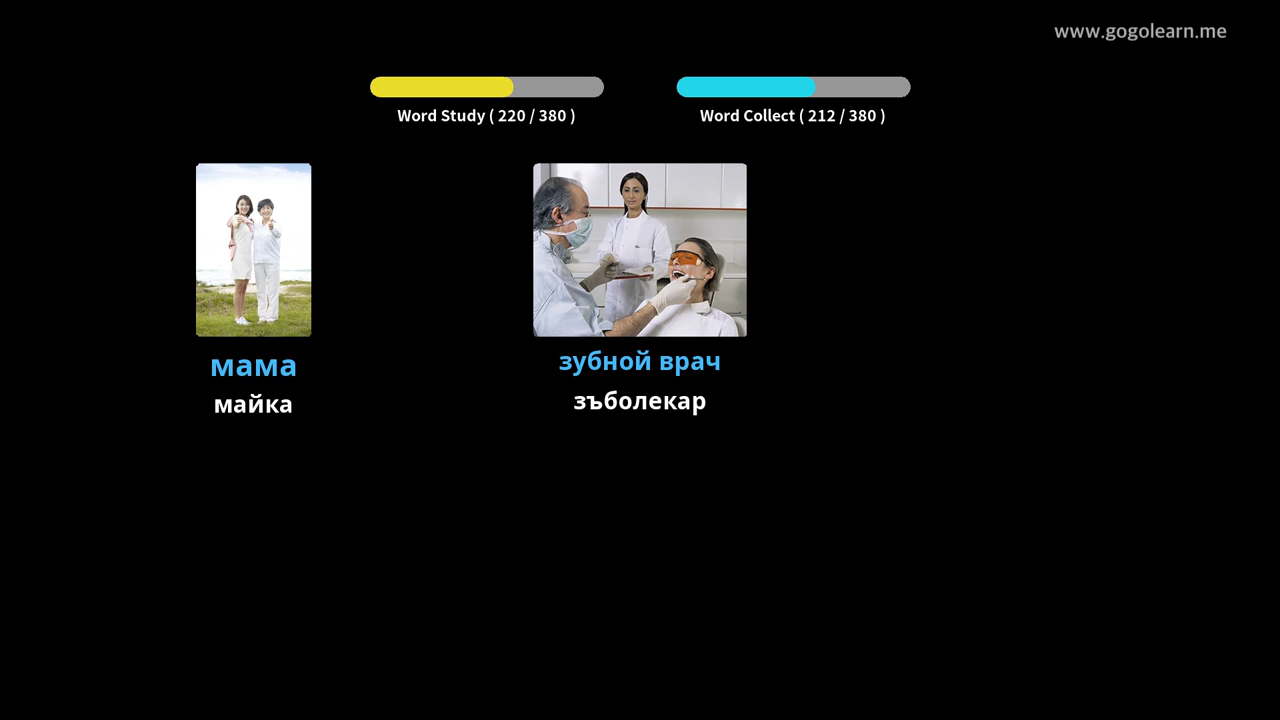 www.gogolearn.me
Word Study ( 220 / 380 )
Word Collect ( 212 / 380 )
мама
майка
зубной врач
зъболекар